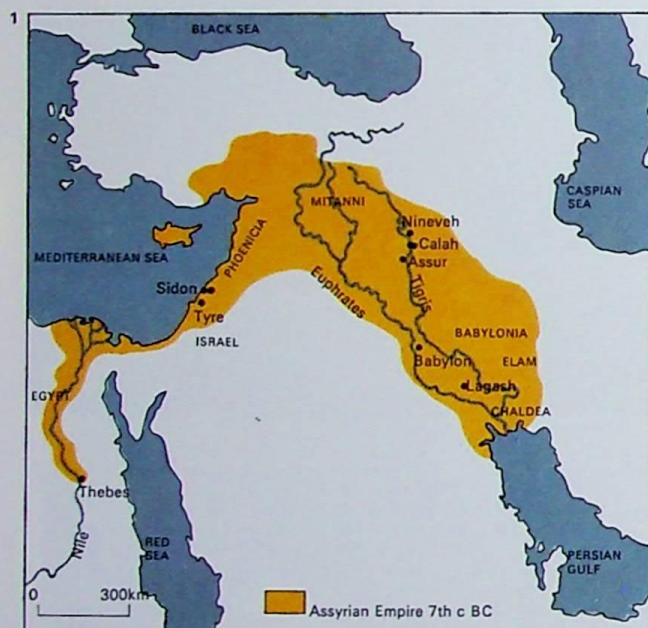 1
BLACK SEA
CASPIAN
SEA
MITANNI
Nineveh
Calah
Assur
MEDITERRANEAN SEA
PHOENICIA
Sidon
Tyre
Euphrates
Tigris
ISRAEL
BABYLONIA
Babylon
ELAM
Lagash
CHALDEA
EGYPT
Thebes
Nile
RED
SEA
PERSIAN
GULF
0 300km
Assyrian Empire 7th c BC